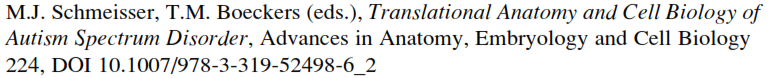 M.J. Schmeisser, T.M. Boeckers (eds.), Translational Anatomy and Cell Biology of
Autism Spectrum Disorder, Advances in Anatomy, Embryology and Cell Biology
224, DOI 10.1007/978-3-319-52498-6_2